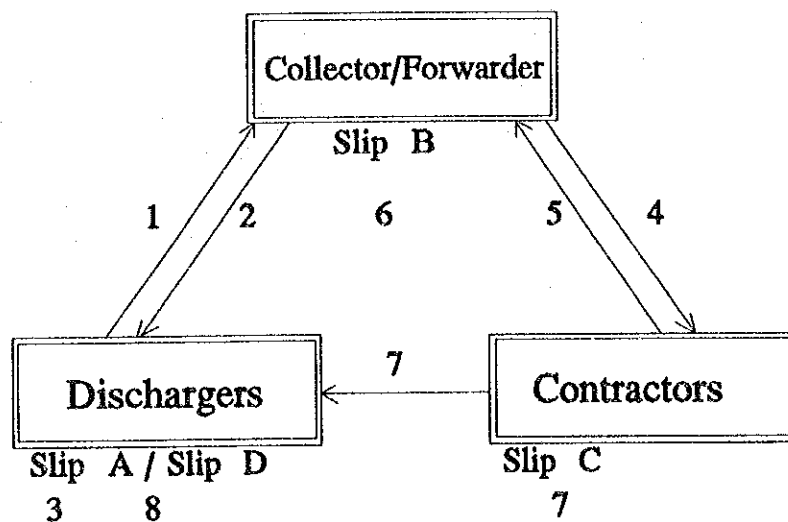 Collector/Forwarder
Slip B
1 2 6 5 4
7
Dischargers
Contractors
Slip A / Slip D
Slip C
3 8
7